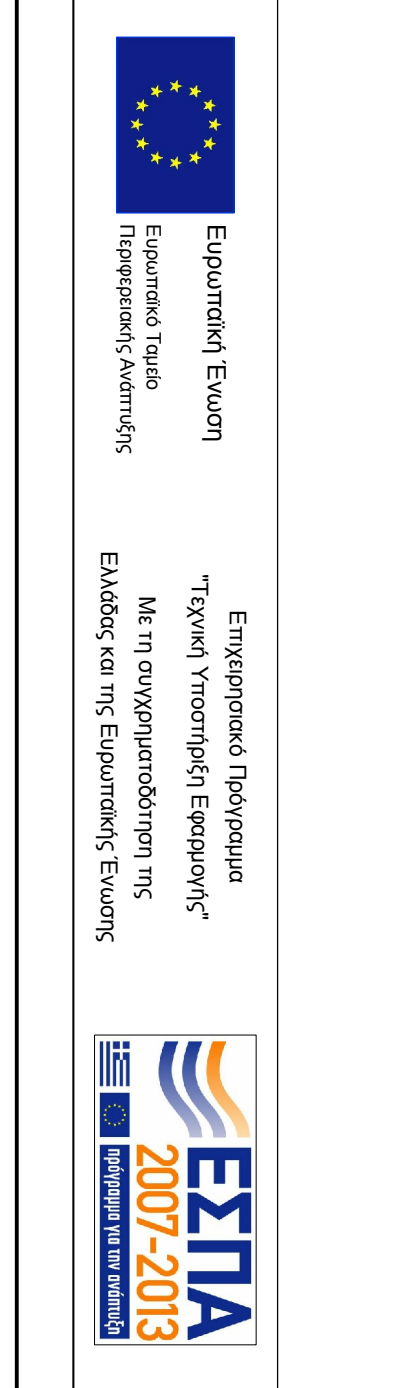 Ευρωπαϊκή Ένωση
Ευρωπαϊκό Ταμείο
Περιφερειακής Ανάπτυξης
Επιχειρησιακό Πρόγραμμα
"Τεχνική Υποστήριξη Εφαρμογής"
Με τη συγχρηματοδότηση της
Ελλάδας και της Ευρωπαϊκής Ένωσης
ΕΣΠΑ
2007-2013
πρόγραμμα για την ανάπτυξη